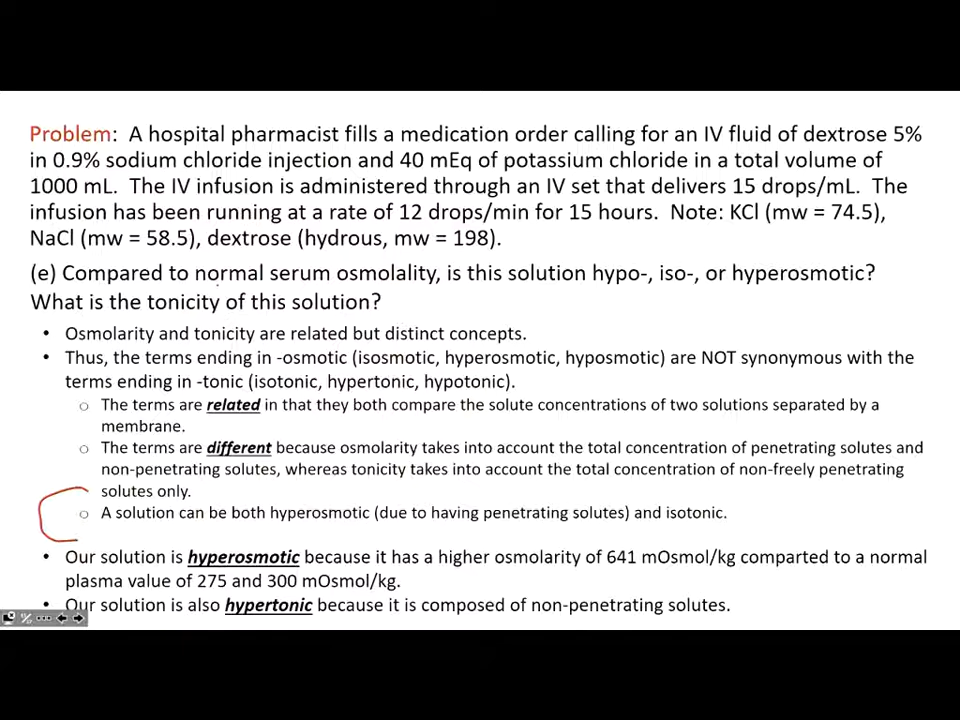 Problem: A hospital pharmacist fills a medication order calling for an IV fluid of dextrose 5%
in 0.9% sodium chloride injection and 40 mEq of potassium chloride in a total volume of
1000 mL. The IV infusion is administered through an IV set that delivers 15 drops/mL. The
infusion has been running at a rate of 12 drops/min for 15 hours. Note: KCl (mw = 74.5),
NaCl (mw = 58.5), dextrose (hydrous, mw = 198).
(e) Compared to normal serum osmolality, is this solution hypo-, iso-, or hyperosmotic?
What is the tonicity of this solution?
• Osmolarity and tonicity are related but distinct concepts.
• Thus, the terms ending in -osmotic (isosmotic, hyperosmotic, hyposmotic) are NOT synonymous with the
terms ending in -tonic (isotonic, hypertonic, hypotonic).
○ The terms are related in that they both compare the solute concentrations of two solutions separated by a
membrane.
○ The terms are different because osmolarity takes into account the total concentration of penetrating solutes and
non-penetrating solutes, whereas tonicity takes into account the total concentration of non-freely penetrating
solutes only.
○ A solution can be both hyperosmotic (due to having penetrating solutes) and isotonic.
• Our solution is hyperosmotic because it has a higher osmolarity of 641 mOsmol/kg comparted to a normal
plasma value of 275 and 300 mOsmol/kg.
• Our solution is also hypertonic because it is composed of non-penetrating solutes.